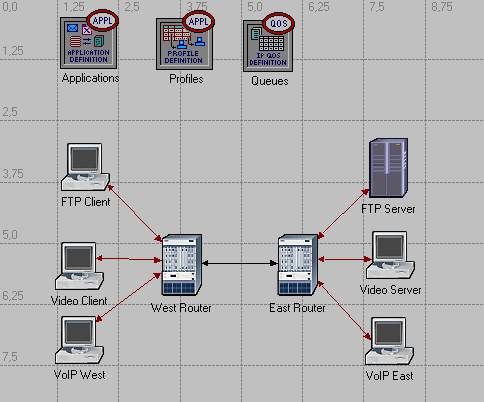 0,0 1,25 2,5 3,75 5,0 6,25 7,5 8,75
APPL APPL QOS
APPLICATION DEFINITION
PROFILE DEFINITION
IP QOS DEFINITION
Applications Profiles Queues
1,25
2,5
3,75
FTP Client FTP Server
5,0
Video Client West Router East Router Video Server
6,25
VoIP West VoIP East
7,5